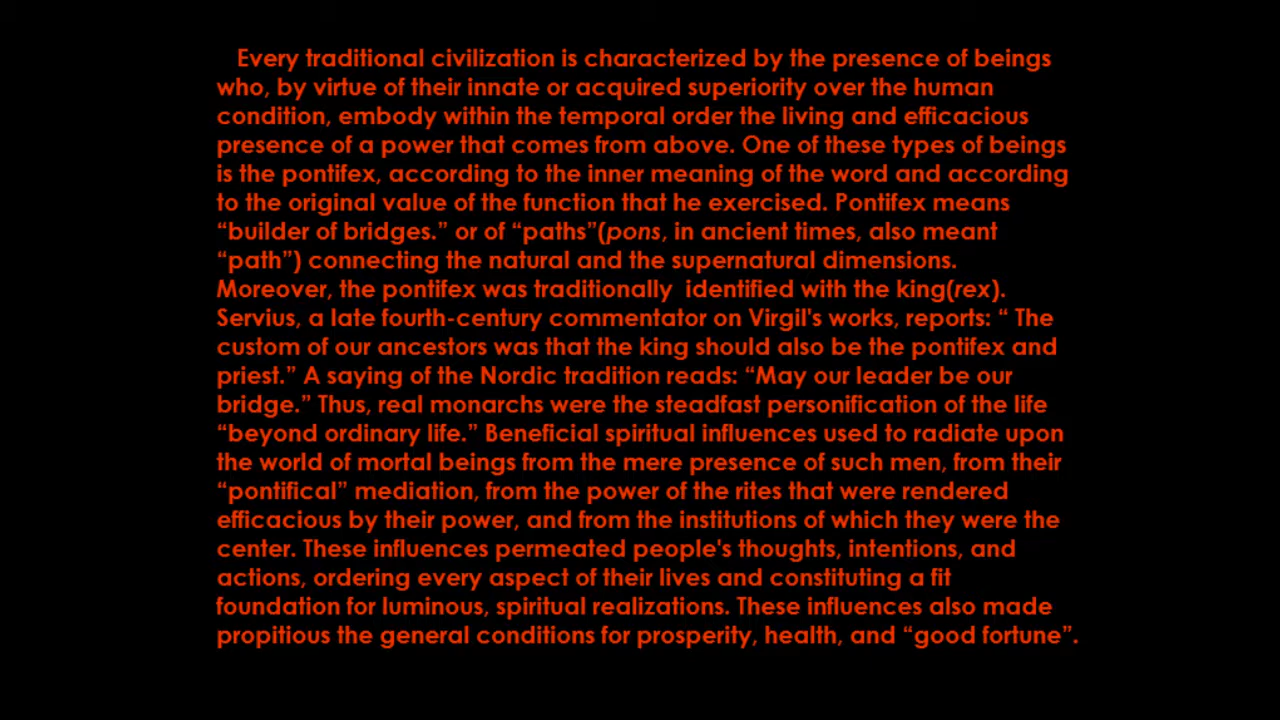 Every traditional civilization is characterized by the presence of beings
who, by virtue of their innate or acquired superiority over the human
condition, embody within the temporal order the living and efficacious
presence of a power that comes from above. One of these types of beings
is the pontifex, according to the inner meaning of the word and according
to the original value of the function that he exercised. Pontifex means
“builder of bridges.” or of “paths”(pons, in ancient times, also meant
“path”) connecting the natural and the supernatural dimensions.
Moreover, the pontifex was traditionally  identified with the king(rex).
Servius, a late fourth-century commentator on Virgil's works, reports: “ The
custom of our ancestors was that the king should also be the pontifex and
priest.” A saying of the Nordic tradition reads: “May our leader be our
bridge.” Thus, real monarchs were the steadfast personification of the life
“beyond ordinary life.” Beneficial spiritual influences used to radiate upon
the world of mortal beings from the mere presence of such men, from their
“pontifical” mediation, from the power of the rites that were rendered
efficacious by their power, and from the institutions of which they were the
center. These influences permeated people's thoughts, intentions, and
actions, ordering every aspect of their lives and constituting a fit
foundation for luminous, spiritual realizations. These influences also made
propitious the general conditions for prosperity, health, and “good fortune”.